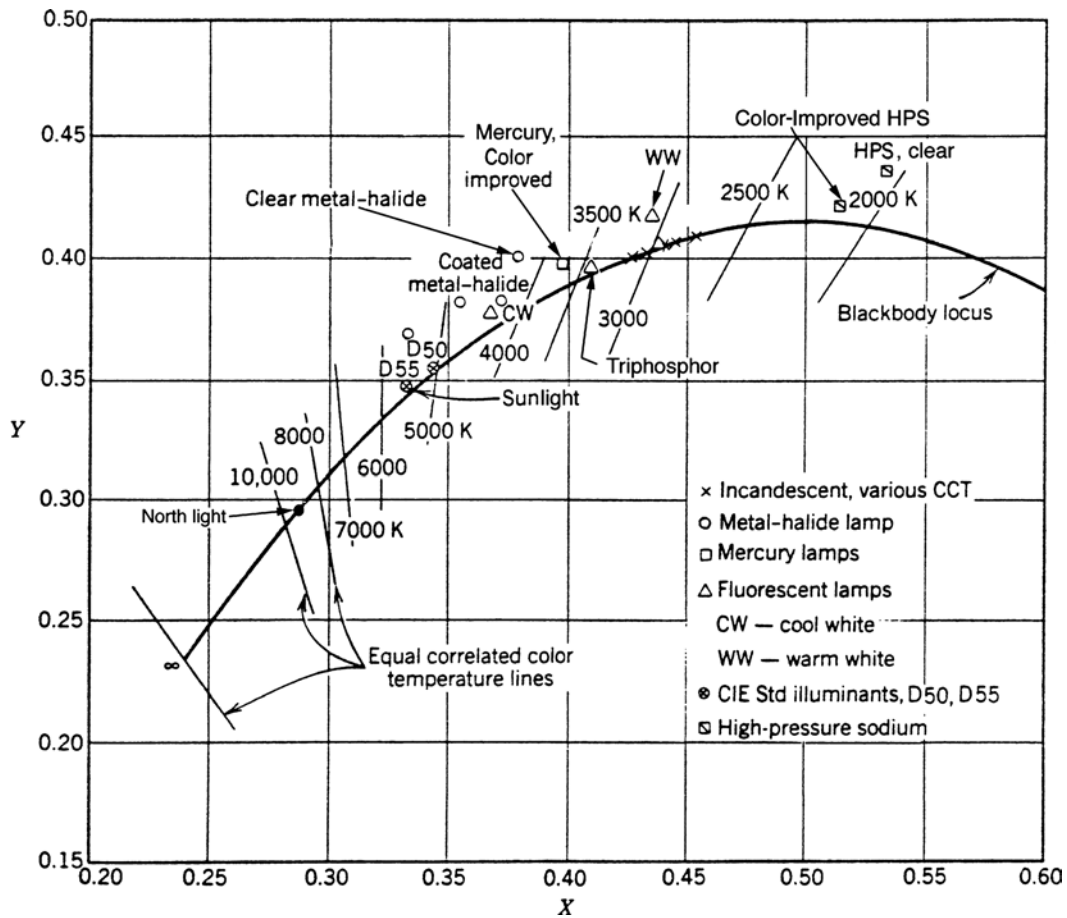 0.50
0.45
0.40
0.35
0.30
0.25
0.20
0.15
Y
0.20
0.25
0.30
0.35
0.40
0.45
0.50
0.55
0.60
X
Color-Improved HPS
Mercury,
Color
improved
WW
HPS, clear
2500 K
2000 K
Clear metal-halide
3500 K
Coated
metal-halide
CW
Blackbody locus
3000
4000
D50
D55
Triphosphor
Sunlight
5000 K
8000
6000
10,000
North light
7000 K
∞
Equal correlated color
temperature lines
× Incandescent, various CCT
○ Metal-halide lamp
□ Mercury lamps
△ Fluorescent lamps
CW — cool white
WW — warm white
⊗ CIE Std illuminants, D50, D55
⧅ High-pressure sodium